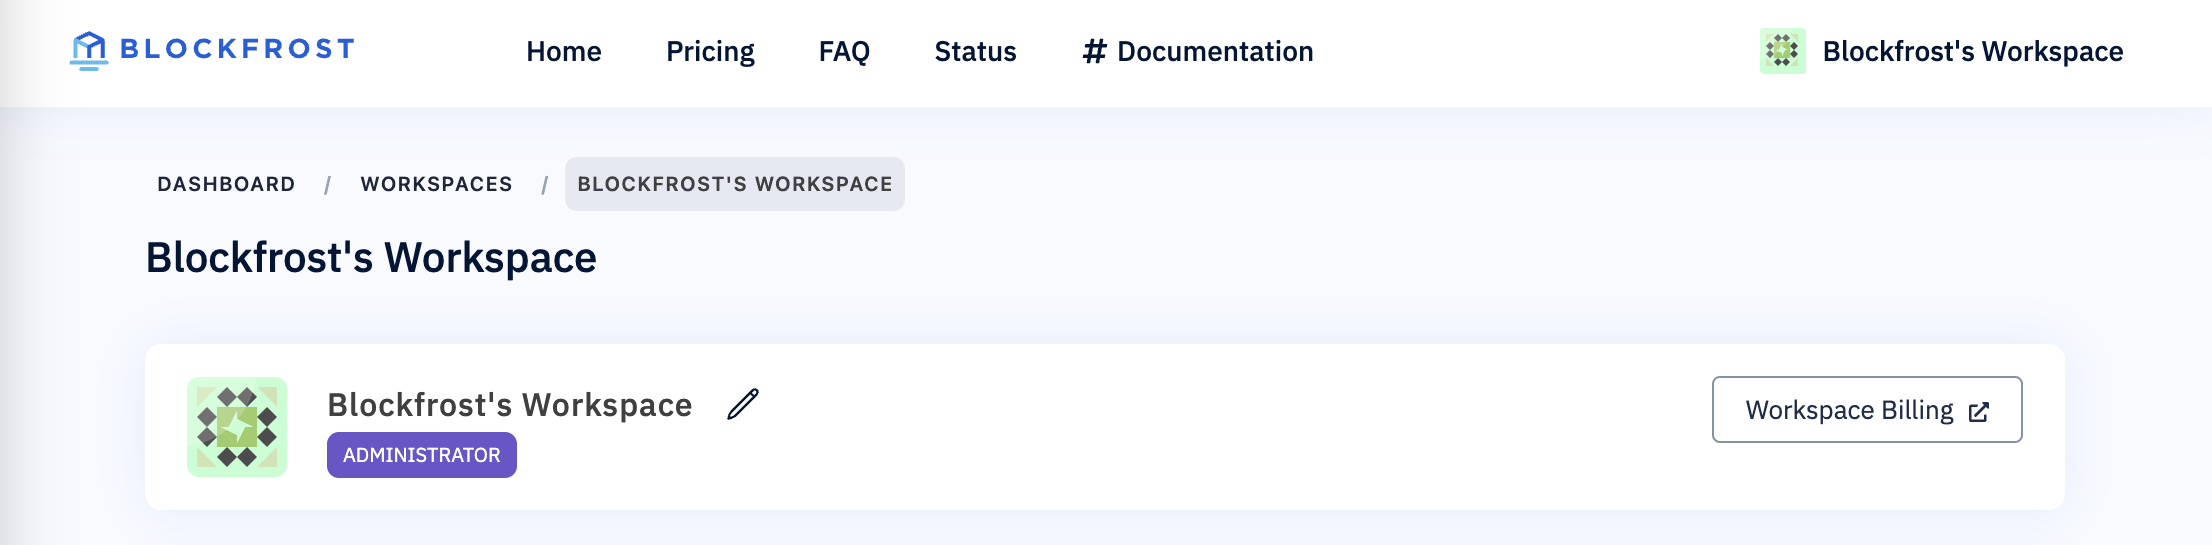 BLOCKFROST Home Pricing FAQ Status # Documentation Blockfrost's Workspace
DASHBOARD / WORKSPACES / BLOCKFROST'S WORKSPACE
Blockfrost's Workspace
Blockfrost's Workspace
Workspace Billing
ADMINISTRATOR